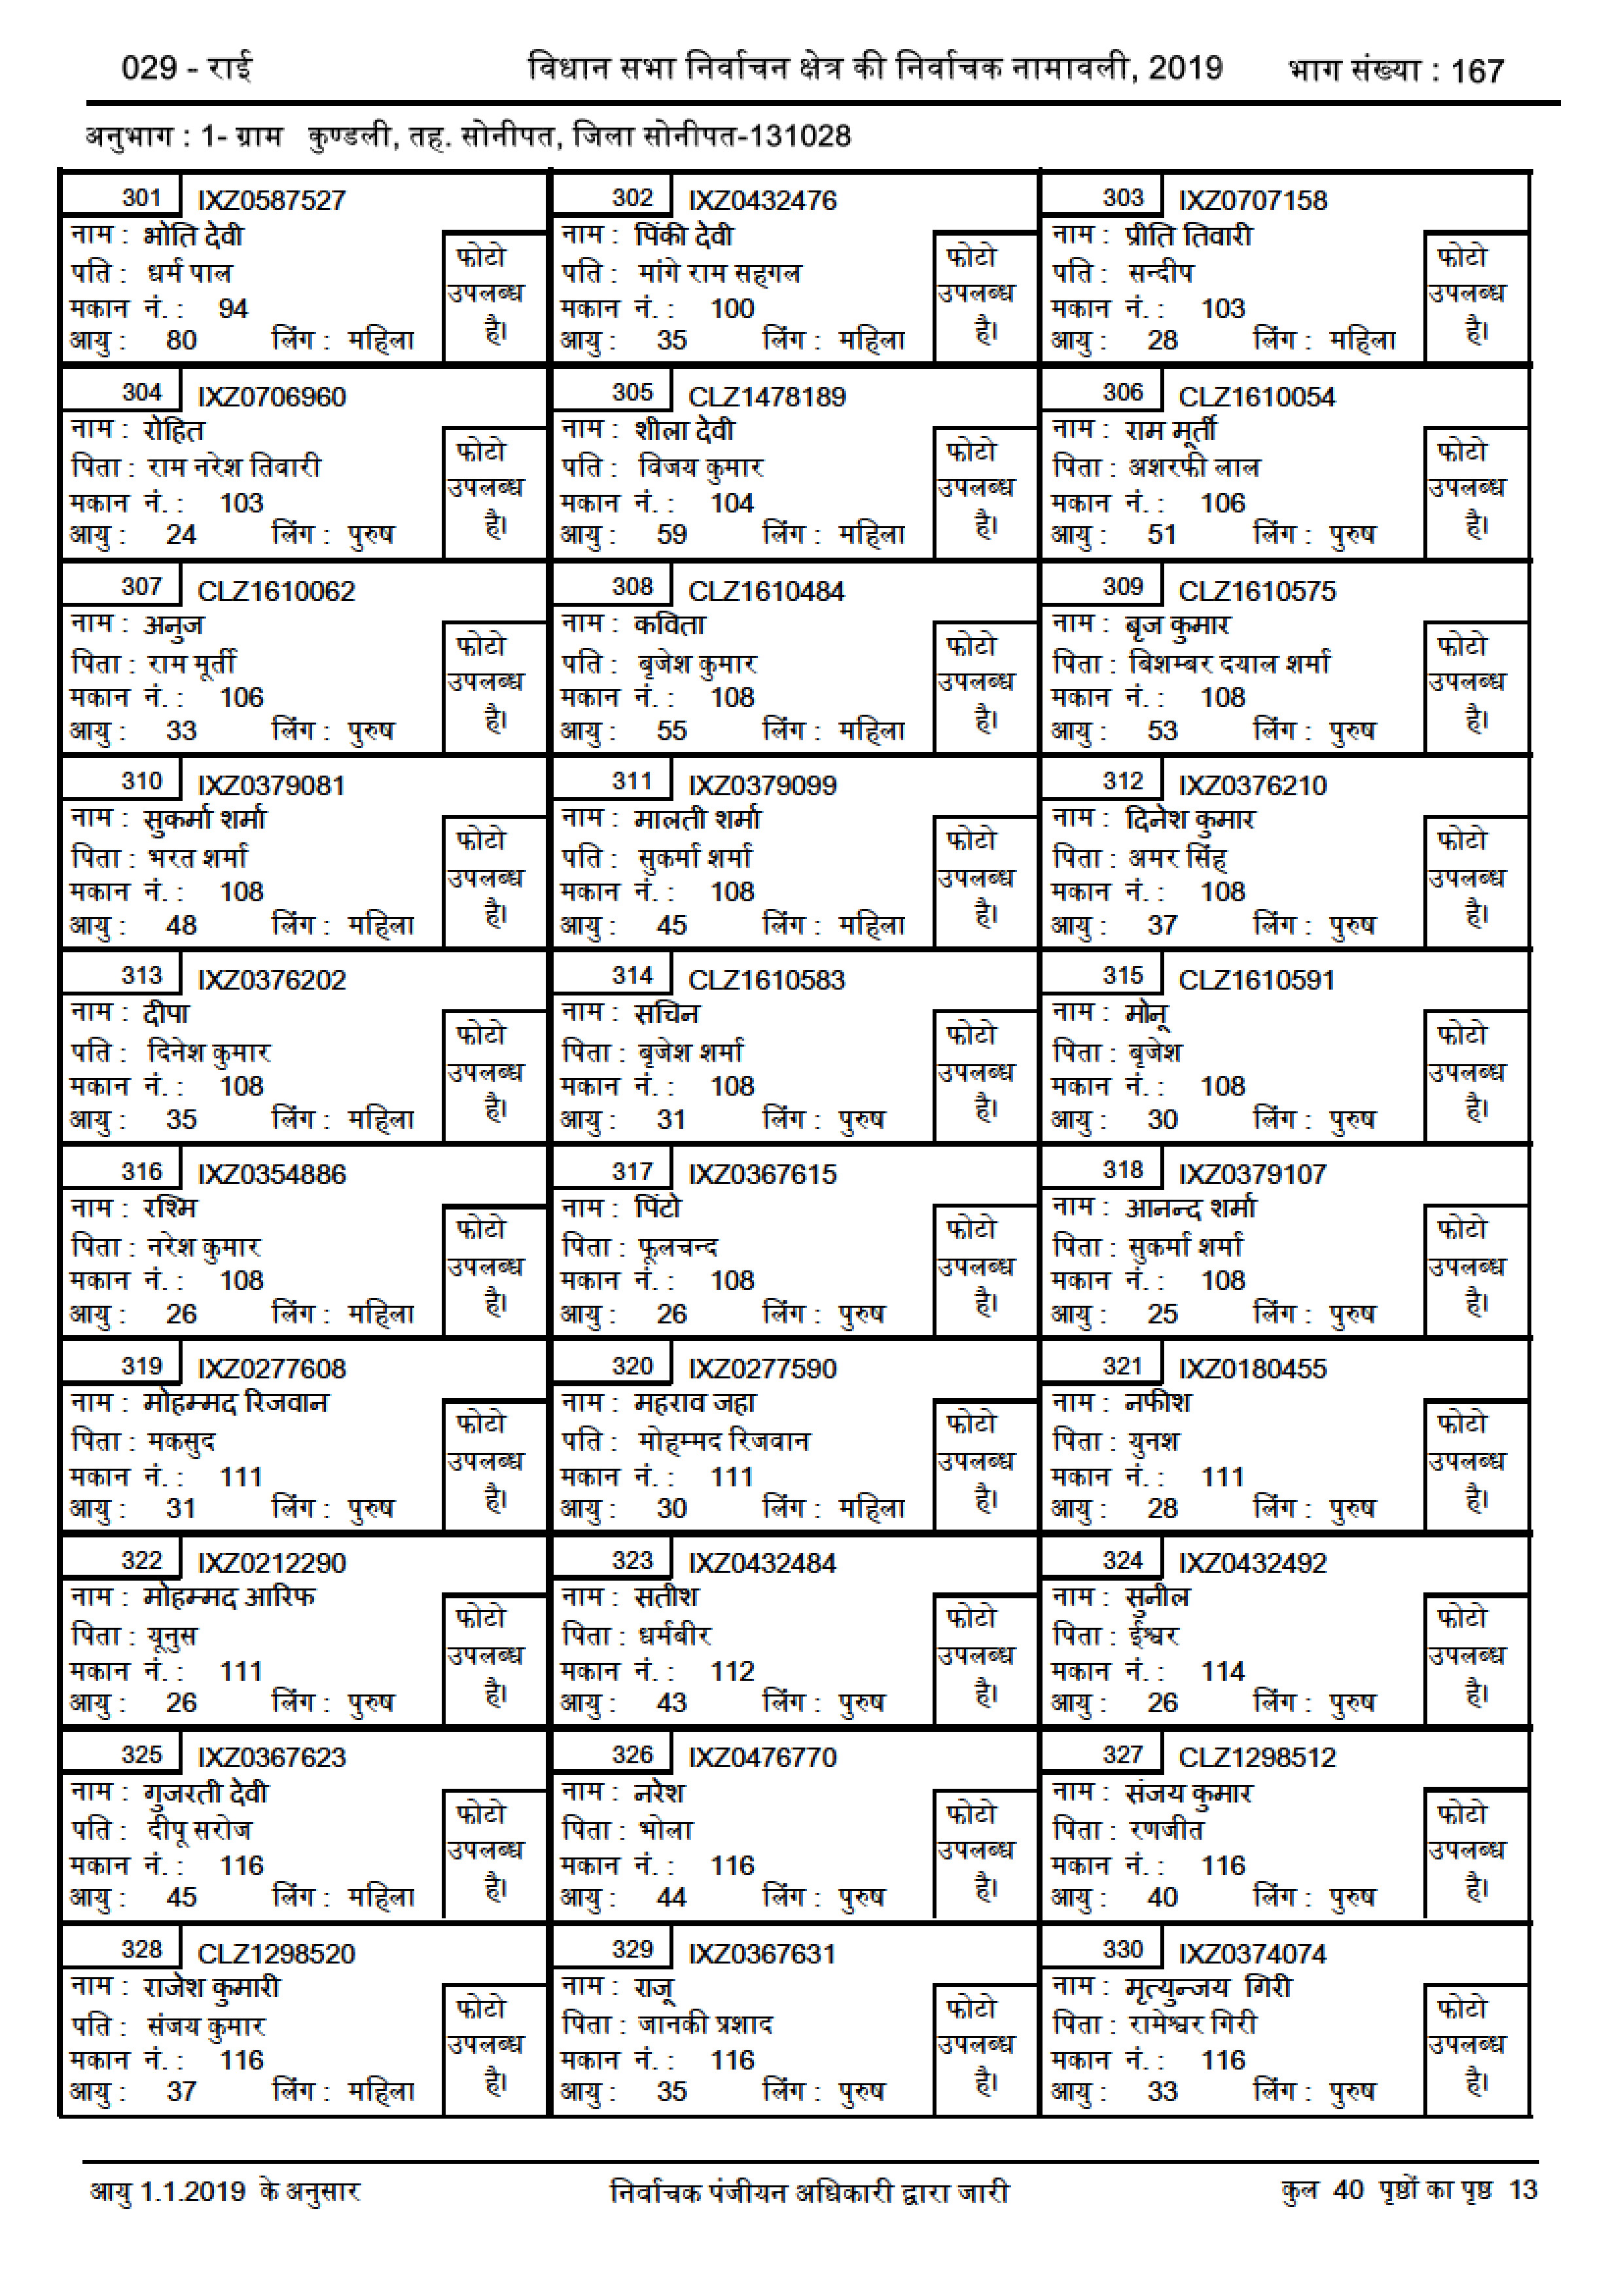 029 - राई विधान सभा निर्वाचन क्षेत्र की निर्वाचक नामावली, 2019 भाग संख्या : 167
अनुभाग : 1- ग्राम कुण्डली, तह. सोनीपत, जिला सोनीपत-131028
301 IXZ0587527
नाम : भोति देवी
पति : धर्म पाल
मकान नं. : 94
आयु : 80 लिंग : महिला
फोटो
उपलब्ध
है।
302 IXZ0432476
नाम : पिंकी देवी
पति : मांगे राम सहगल
मकान नं. : 100
आयु : 35 लिंग : महिला
फोटो
उपलब्ध
है।
303 IXZ0707158
नाम : प्रीति तिवारी
पति : सन्दीप
मकान नं. : 103
आयु : 28 लिंग : महिला
फोटो
उपलब्ध
है।
304 IXZ0706960
नाम : रोहित
पिता : राम नरेश तिवारी
मकान नं. : 103
आयु : 24 लिंग : पुरुष
फोटो
उपलब्ध
है।
305 CLZ1478189
नाम : शीला देवी
पति : विजय कुमार
मकान नं. : 104
आयु : 59 लिंग : महिला
फोटो
उपलब्ध
है।
306 CLZ1610054
नाम : राम मूर्ती
पिता : अशरफी लाल
मकान नं. : 106
आयु : 51 लिंग : पुरुष
फोटो
उपलब्ध
है।
307 CLZ1610062
नाम : अनुज
पिता : राम मूर्ती
मकान नं. : 106
आयु : 33 लिंग : पुरुष
फोटो
उपलब्ध
है।
308 CLZ1610484
नाम : कविता
पति : बृजेश कुमार
मकान नं. : 108
आयु : 55 लिंग : महिला
फोटो
उपलब्ध
है।
309 CLZ1610575
नाम : बृज कुमार
पिता : बिशम्बर दयाल शर्मा
मकान नं. : 108
आयु : 53 लिंग : पुरुष
फोटो
उपलब्ध
है।
310 IXZ0379081
नाम : सुकर्मा शर्मा
पिता : भरत शर्मा
मकान नं. : 108
आयु : 48 लिंग : महिला
फोटो
उपलब्ध
है।
311 IXZ0379099
नाम : मालती शर्मा
पति : सुकर्मा शर्मा
मकान नं. : 108
आयु : 45 लिंग : महिला
फोटो
उपलब्ध
है।
312 IXZ0376210
नाम : दिनेश कुमार
पिता : अमर सिंह
मकान नं. : 108
आयु : 37 लिंग : पुरुष
फोटो
उपलब्ध
है।
313 IXZ0376202
नाम : दीपा
पति : दिनेश कुमार
मकान नं. : 108
आयु : 35 लिंग : महिला
फोटो
उपलब्ध
है।
314 CLZ1610583
नाम : सचिन
पिता : बृजेश शर्मा
मकान नं. : 108
आयु : 31 लिंग : पुरुष
फोटो
उपलब्ध
है।
315 CLZ1610591
नाम : मोनू
पिता : बृजेश
मकान नं. : 108
आयु : 30 लिंग : पुरुष
फोटो
उपलब्ध
है।
316 IXZ0354886
नाम : रश्मि
पिता : नरेश कुमार
मकान नं. : 108
आयु : 26 लिंग : महिला
फोटो
उपलब्ध
है।
317 IXZ0367615
नाम : पिंटो
पिता : फूलचन्द
मकान नं. : 108
आयु : 26 लिंग : पुरुष
फोटो
उपलब्ध
है।
318 IXZ0379107
नाम : आनन्द शर्मा
पिता : सुकर्मा शर्मा
मकान नं. : 108
आयु : 25 लिंग : पुरुष
फोटो
उपलब्ध
है।
319 IXZ0277608
नाम : मोहम्मद रिजवान
पिता : मकसुद
मकान नं. : 111
आयु : 31 लिंग : पुरुष
फोटो
उपलब्ध
है।
320 IXZ0277590
नाम : महराव जहा
पति : मोहम्मद रिजवान
मकान नं. : 111
आयु : 30 लिंग : महिला
फोटो
उपलब्ध
है।
321 IXZ0180455
नाम : नफीश
पिता : युनश
मकान नं. : 111
आयु : 28 लिंग : पुरुष
फोटो
उपलब्ध
है।
322 IXZ0212290
नाम : मोहम्मद आरिफ
पिता : यूनुस
मकान नं. : 111
आयु : 26 लिंग : पुरुष
फोटो
उपलब्ध
है।
323 IXZ0432484
नाम : सतीश
पिता : धर्मबीर
मकान नं. : 112
आयु : 43 लिंग : पुरुष
फोटो
उपलब्ध
है।
324 IXZ0432492
नाम : सुनील
पिता : ईश्वर
मकान नं. : 114
आयु : 26 लिंग : पुरुष
फोटो
उपलब्ध
है।
325 IXZ0367623
नाम : गुजरती देवी
पति : दीपू सरोज
मकान नं. : 116
आयु : 45 लिंग : महिला
फोटो
उपलब्ध
है।
326 IXZ0476770
नाम : नरेश
पिता : भोला
मकान नं. : 116
आयु : 44 लिंग : पुरुष
फोटो
उपलब्ध
है।
327 CLZ1298512
नाम : संजय कुमार
पिता : रणजीत
मकान नं. : 116
आयु : 40 लिंग : पुरुष
फोटो
उपलब्ध
है।
328 CLZ1298520
नाम : राजेश कुमारी
पति : संजय कुमार
मकान नं. : 116
आयु : 37 लिंग : महिला
फोटो
उपलब्ध
है।
329 IXZ0367631
नाम : राजू
पिता : जानकी प्रशाद
मकान नं. : 116
आयु : 35 लिंग : पुरुष
फोटो
उपलब्ध
है।
330 IXZ0374074
नाम : मृत्युन्जय गिरी
पिता : रामेश्वर गिरी
मकान नं. : 116
आयु : 33 लिंग : पुरुष
फोटो
उपलब्ध
है।
आयु 1.1.2019 के अनुसार निर्वाचक पंजीयन अधिकारी द्वारा जारी कुल 40 पृष्ठों का पृष्ठ 13